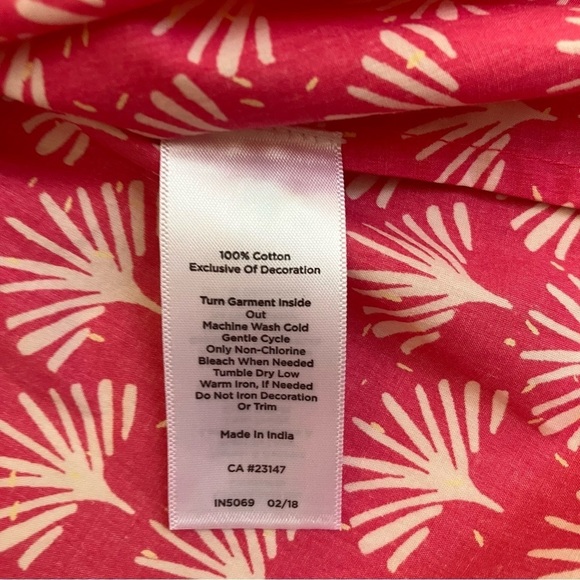 100% Cotton
Exclusive Of Decoration
Turn Garment Inside
Out
Machine Wash Cold
Gentle Cycle
Only Non-Chlorine
Bleach When Needed
Tumble Dry Low
Warm Iron, If Needed
Do Not Iron Decoration
Or Trim
Made in India
CA #23147
IN5069 02/18